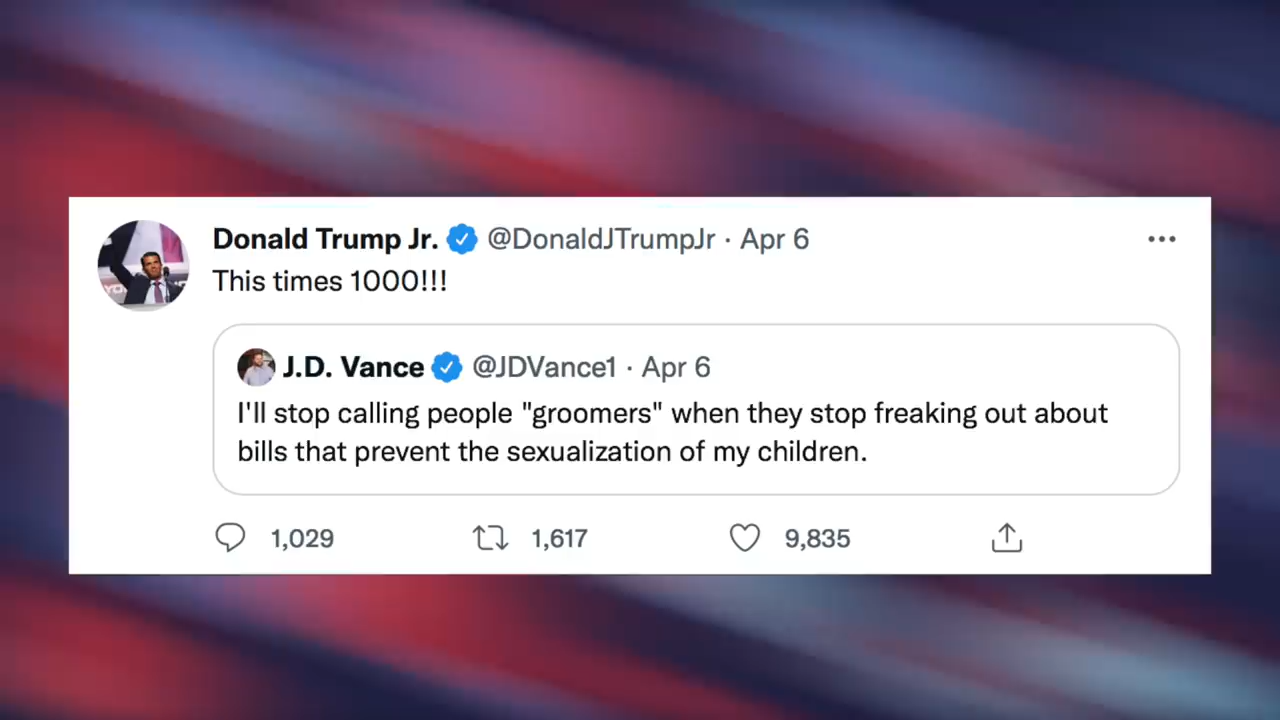 Donald Trump Jr. @DonaldJTrumpJr · Apr 6
This times 1000!!!
J.D. Vance @JDVance1 · Apr 6
I'll stop calling people "groomers" when they stop freaking out about
bills that prevent the sexualization of my children.
1,029 1,617 9,835